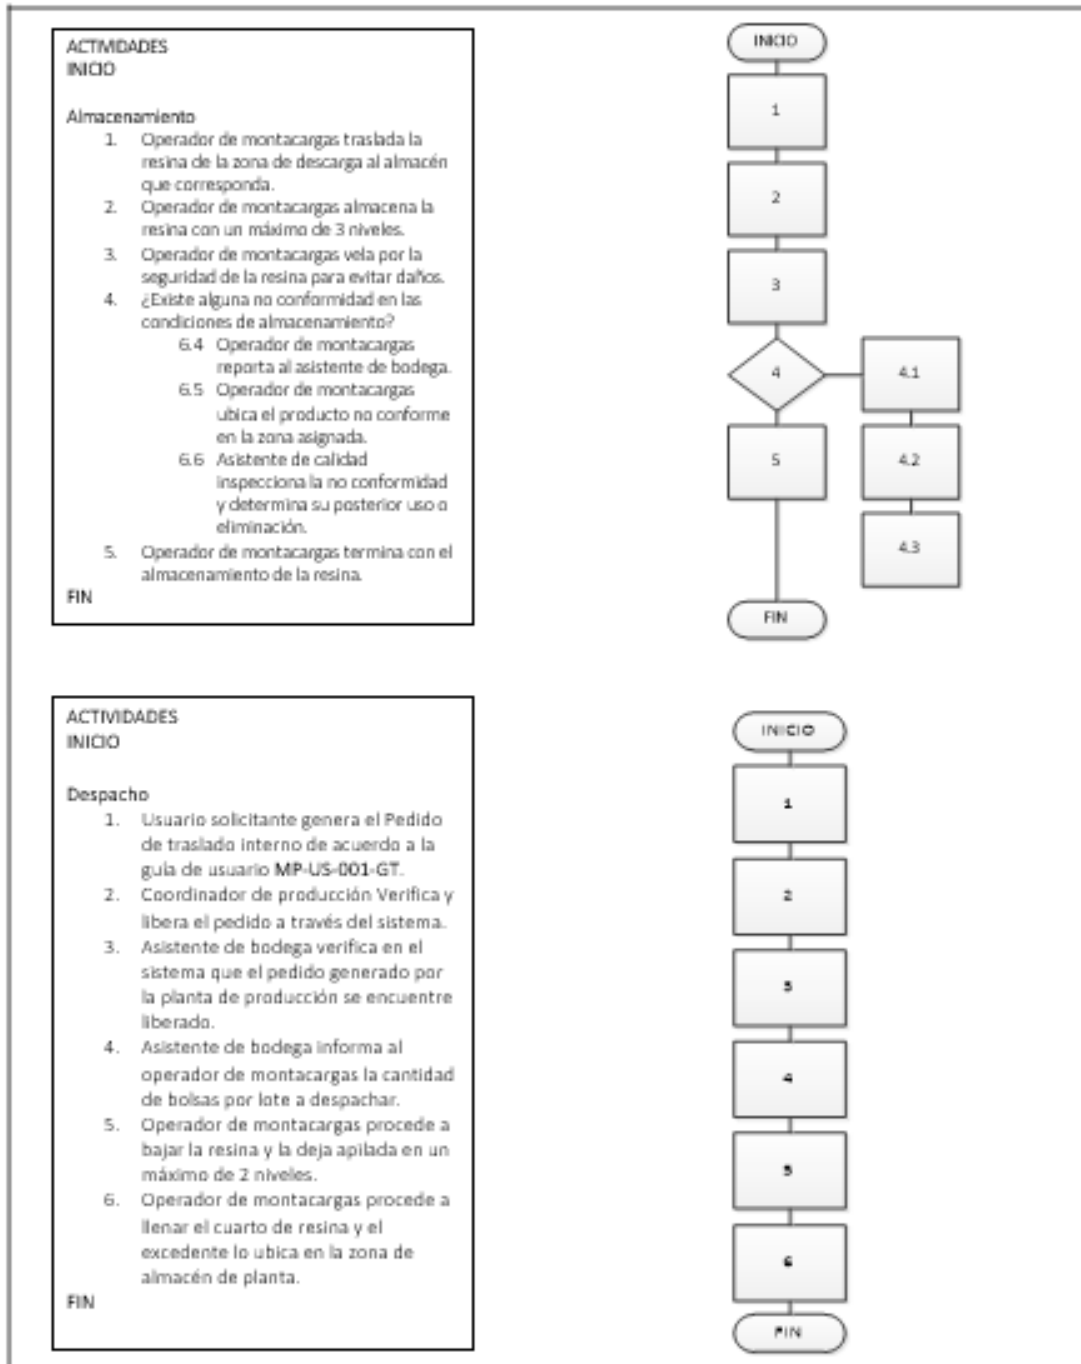 ACTIVIDADES
INICIO
Almacenamiento
1. Operador de montacargas traslada la
resina de la zona de descarga al almacén
que corresponda.
2. Operador de montacargas almacena la
resina con un máximo de 3 niveles.
3. Operador de montacargas vela por la
seguridad de la resina para evitar daños.
4. ¿Existe alguna no conformidad en las
condiciones de almacenamiento?
6.4 Operador de montacargas
reporta al asistente de bodega.
6.5 Operador de montacargas
ubica el producto no conforme
en la zona asignada.
6.6 Asistente de calidad
inspecciona la no conformidad
y determina su posterior uso o
eliminación.
5. Operador de montacargas termina con el
almacenamiento de la resina.
FIN
INICIO
1
2
3
4
4.1
5
4.2
4.3
FIN
ACTIVIDADES
INICIO
Despacho
1. Usuario solicitante genera el Pedido
de traslado interno de acuerdo a la
guía de usuario MP-US-001-GT.
2. Coordinador de producción Verifica y
libera el pedido a través del sistema.
3. Asistente de bodega verifica en el
sistema que el pedido generado por
la planta de producción se encuentre
liberado.
4. Asistente de bodega informa al
operador de montacargas la cantidad
de bolsas por lote a despachar.
5. Operador de montacargas procede a
bajar la resina y la deja apilada en un
máximo de 2 niveles.
6. Operador de montacargas procede a
llenar el cuarto de resina y el
excedente lo ubica en la zona de
almacén de planta.
FIN
INICIO
1
2
3
4
5
6
FIN